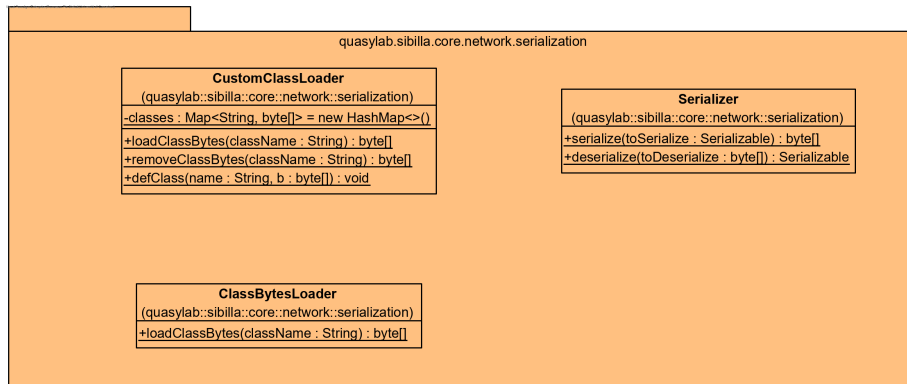 quasylab.sibilla.core.network.serialization
CustomClassLoader
(quasylab::sibilla::core::network::serialization)
-classes : Map<String, byte[]> = new HashMap<>()
+loadClassBytes(className : String) : byte[]
+removeClassBytes(className : String) : byte[]
+defClass(name : String, b : byte[]) : void
Serializer
(quasylab::sibilla::core::network::serialization)
+serialize(toSerialize : Serializable) : byte[]
+deserialize(toDeserialize : byte[]) : Serializable
ClassBytesLoader
(quasylab::sibilla::core::network::serialization)
+loadClassBytes(className : String) : byte[]